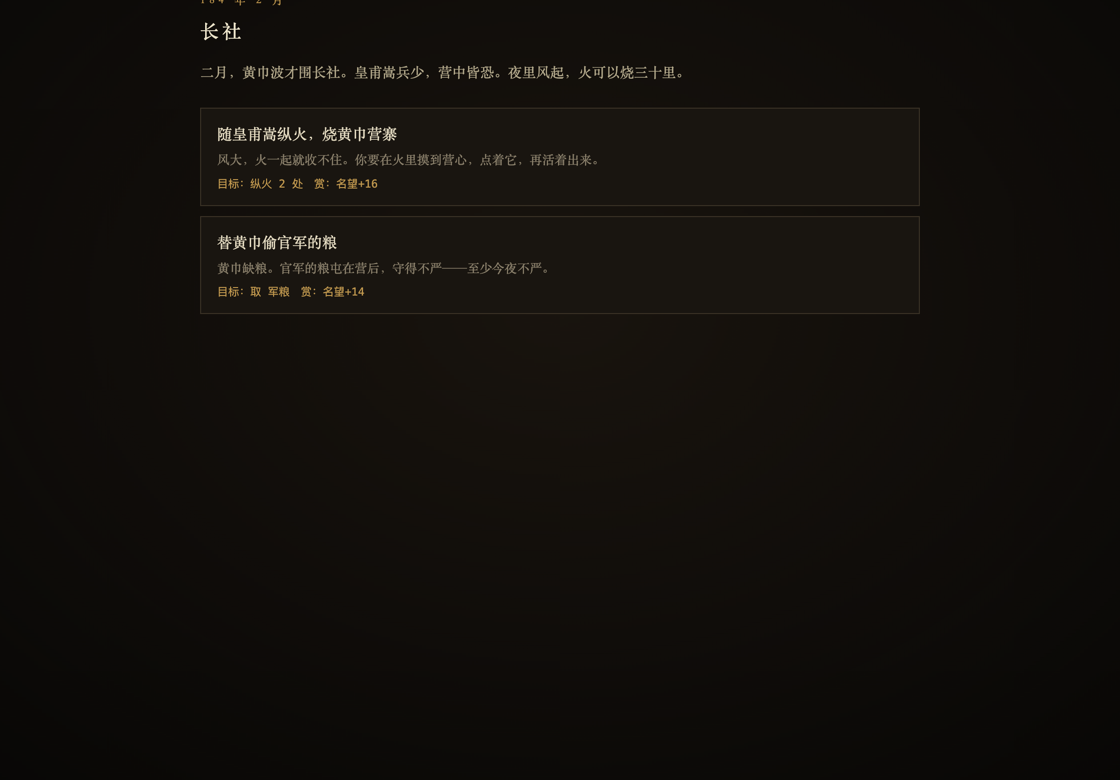 184 年 2 月
长社
二月，黄巾波才围长社。皇甫嵩兵少，营中皆恐。夜里风起，火可以烧三十里。
随皇甫嵩纵火，烧黄巾营寨
风大，火一起就收不住。你要在火里摸到营心，点着它，再活着出来。
目标：纵火 2 处 赏：名望+16
替黄巾偷官军的粮
黄巾缺粮。官军的粮屯在营后，守得不严——至少今夜不严。
目标：取 军粮 赏：名望+14